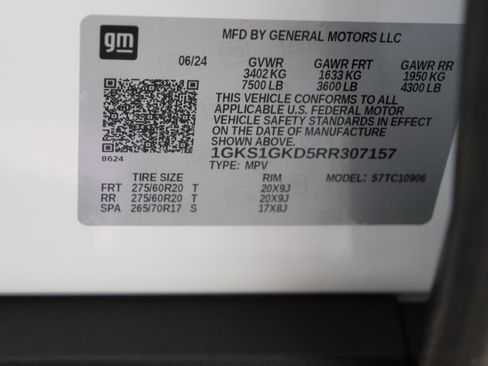 gm
MFD BY GENERAL MOTORS LLC
06/24 GVWR GAWR FRT GAWR RR
3402 KG 1633 KG 1950 KG
7500 LB 3600 LB 4300 LB
THIS VEHICLE CONFORMS TO ALL
APPLICABLE U.S. FEDERAL MOTOR
VEHICLE SAFETY STANDARDS IN EFFECT
ON THE DATE OF MANUFACTURE
SHOWN ABOVE.
8624
1GKS1GKD5RR307157
TYPE: MPV MODEL: 57TC10906
TIRE SIZE RIM
FRT 275/60R20 T 20X9J
RR 275/60R20 T 20X9J
SPA 265/70R17 S 17X8J